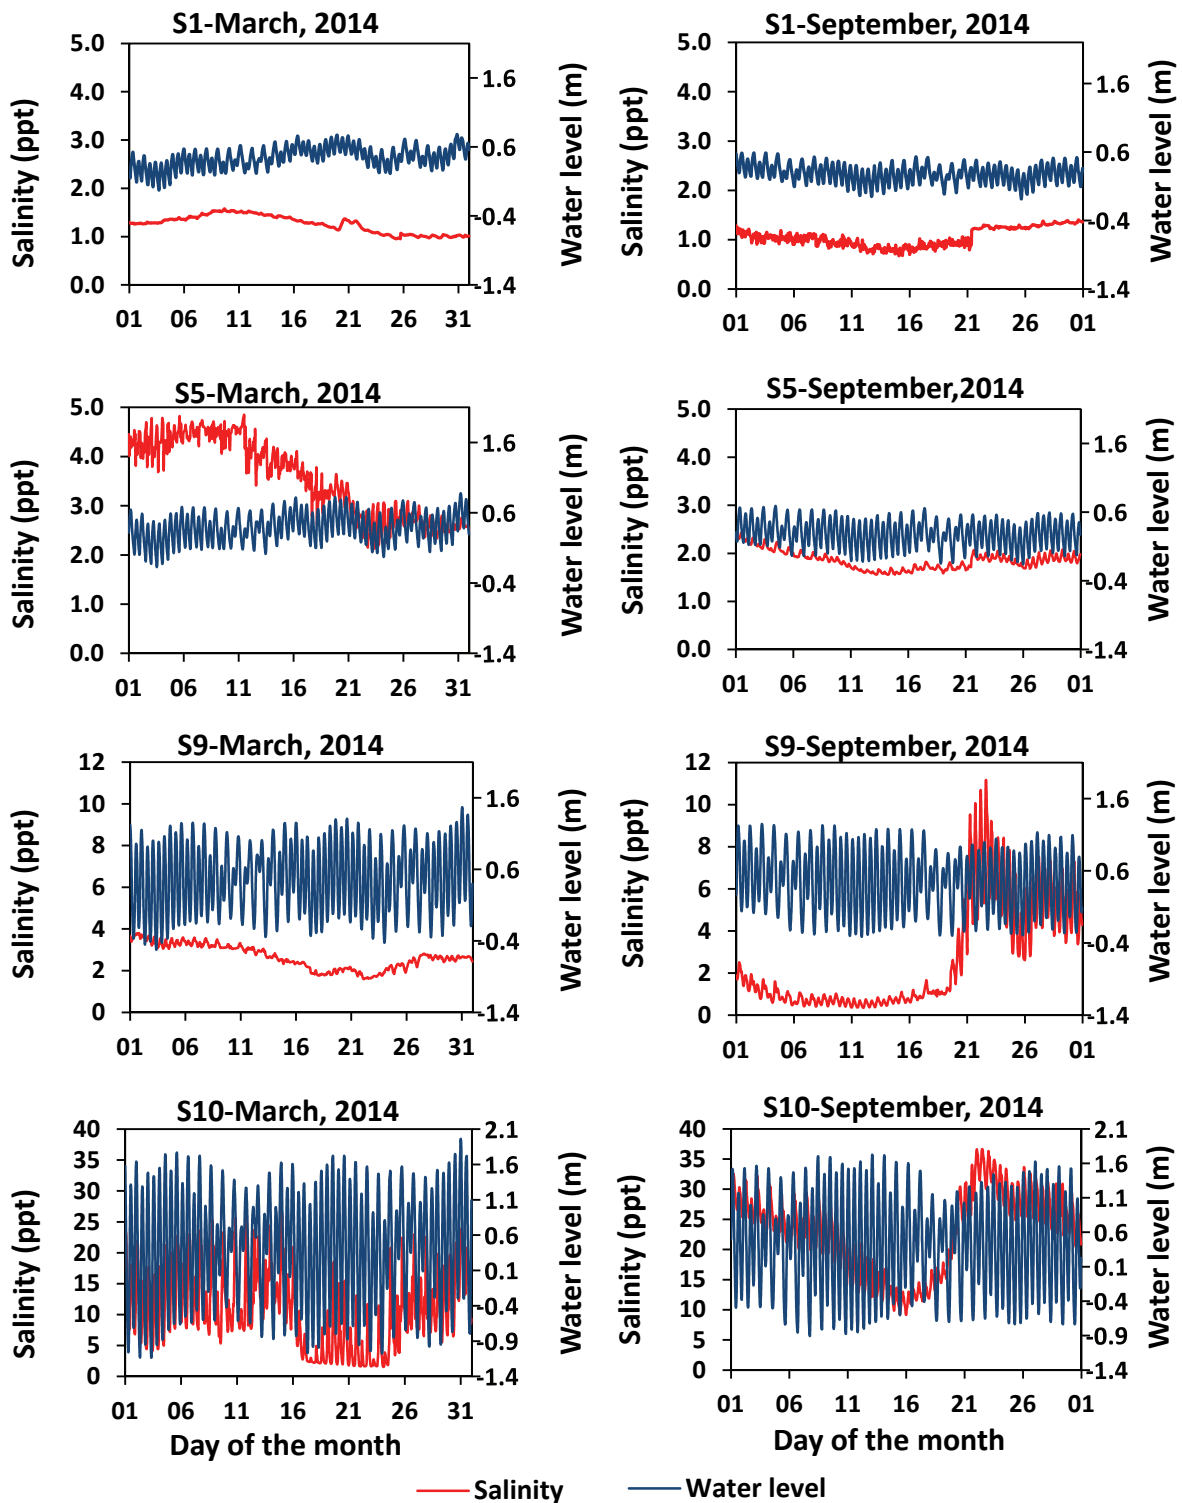 S1-March, 2014
5.0
4.0
3.0
2.0
1.0
0.0
Salinity (ppt)
1.6
0.6
-0.4
-1.4
Water level (m)
01 06 11 16 21 26 31
S1-September, 2014
5.0
4.0
3.0
2.0
1.0
0.0
Salinity (ppt)
1.6
0.6
-0.4
-1.4
Water level (m)
01 06 11 16 21 26 01
S5-March, 2014
5.0
4.0
3.0
2.0
1.0
0.0
Salinity (ppt)
1.6
0.6
-0.4
-1.4
Water level (m)
01 06 11 16 21 26 31
S5-September,2014
5.0
4.0
3.0
2.0
1.0
0.0
Salinity (ppt)
1.6
0.6
-0.4
-1.4
Water level (m)
01 06 11 16 21 26 01
S9-March, 2014
12
10
8
6
4
2
0
Salinity (ppt)
1.6
0.6
-0.4
-1.4
Water level (m)
01 06 11 16 21 26 31
S9-September, 2014
12
10
8
6
4
2
0
Salinity (ppt)
1.6
0.6
-0.4
-1.4
Water level (m)
01 06 11 16 21 26 01
S10-March, 2014
40
35
30
25
20
15
10
5
0
Salinity (ppt)
2.1
1.6
1.1
0.6
0.1
-0.4
-0.9
-1.4
Water level (m)
01 06 11 16 21 26 31
Day of the month
S10-September, 2014
40
35
30
25
20
15
10
5
0
Salinity (ppt)
2.1
1.6
1.1
0.6
0.1
-0.4
-0.9
-1.4
Water level (m)
01 06 11 16 21 26 01
Day of the month
Salinity Water level